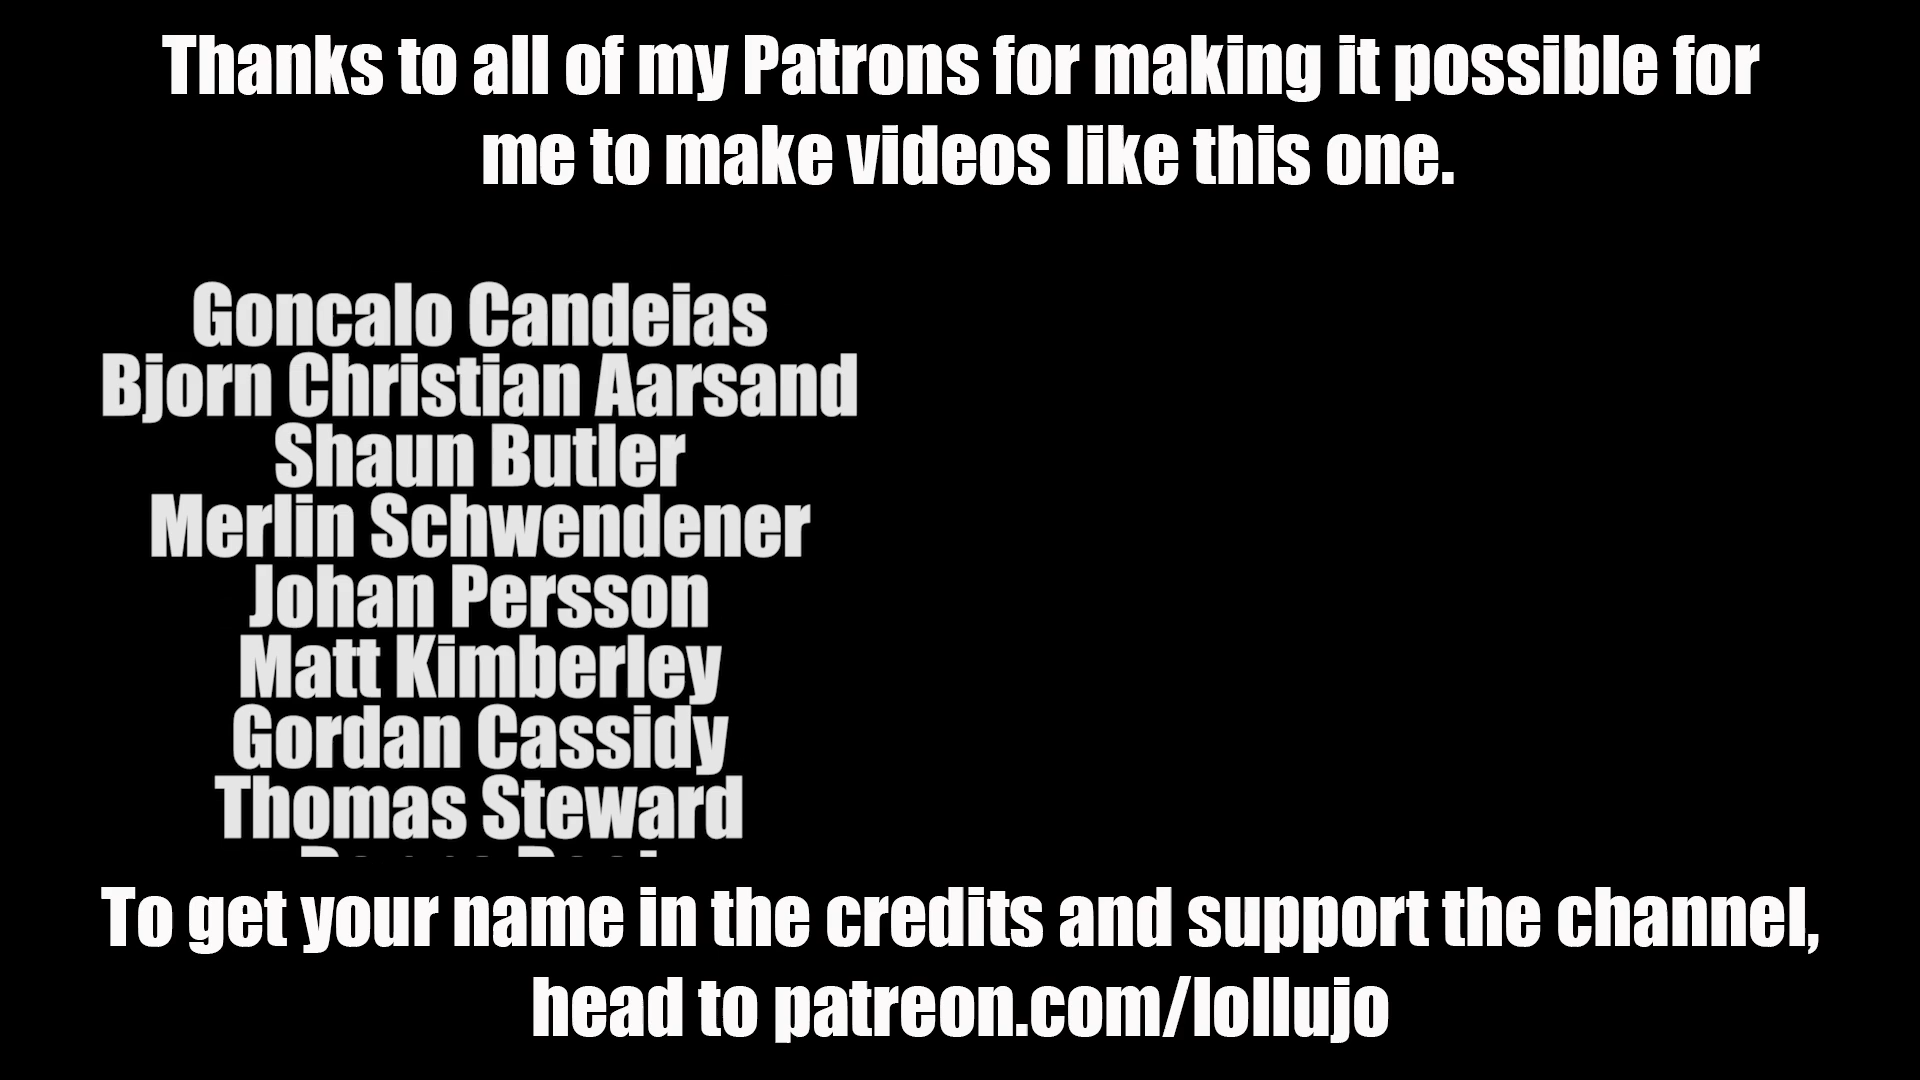 Thanks to all of my Patrons for making it possible for
me to make videos like this one.
Goncalo Candeias
Bjorn Christian Aarsand
Shaun Butler
Merlin Schwendener
Johan Persson
Matt Kimberley
Gordan Cassidy
Thomas Steward
To get your name in the credits and support the channel,
head to patreon.com/lollujo